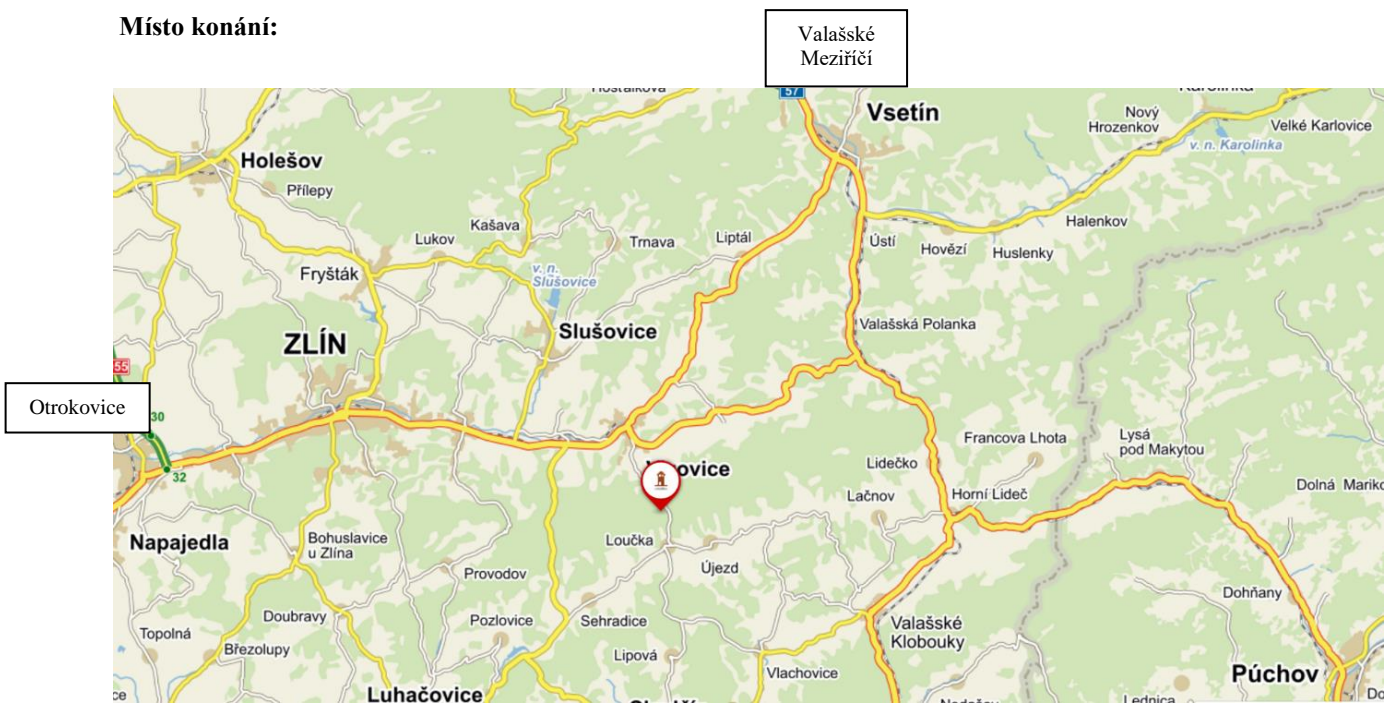 Místo konání:
Valašské
Meziříčí
57
Vsetín
Nový
Hrozenkov
Velké Karlovice
v. n. Karolinka
Holešov
Přílepy
Kašava
Lukov
Trnava
Liptál
Halenkov
Ústí
Hovězí
Huslenky
Fryšták
v. n.
Slušovice
Slušovice
Valašská Polanka
ZLÍN
55
Otrokovice
30
32
Francova Lhota
Lysá
pod Makytou
Lidečko
Lačnov
Horní Lideč
Napajedla
Bohuslavice
u Zlína
Loučka
Újezd
Provodov
Dohňany
Doubravy
Pozlovice
Sehradice
Valašské
Klobouky
Topolná
Březolupy
Lipová
Vlachovice
Púchov
Luhačovice